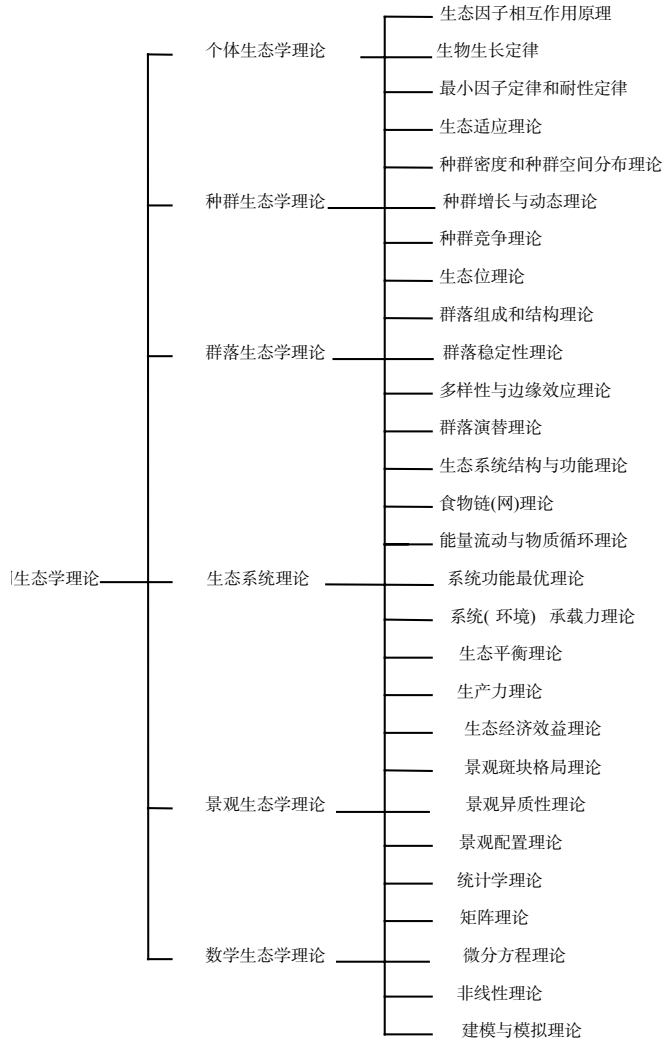 生态因子相互作用原理
个体生态学理论
生物生长定律
最小因子定律和耐性定律
生态适应理论
种群密度和种群空间分布理论
种群生态学理论
种群增长与动态理论
种群竞争理论
生态位理论
群落组成和结构理论
群落生态学理论
群落稳定性理论
多样性与边缘效应理论
群落演替理论
生态系统结构与功能理论
食物链(网)理论
能量流动与物质循环理论
生态学理论
生态系统理论
系统功能最优理论
系统( 环境) 承载力理论
生态平衡理论
生产力理论
生态经济效益理论
景观斑块格局理论
景观生态学理论
景观异质性理论
景观配置理论
统计学理论
矩阵理论
数学生态学理论
微分方程理论
非线性理论
建模与模拟理论